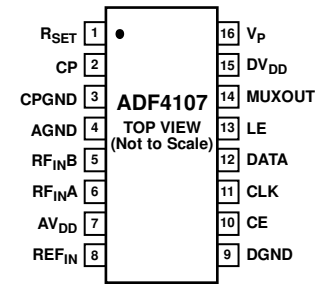 RSET 1
CP 2
CPGND 3
AGND 4
RFINB 5
RFINA 6
AVDD 7
REFIN 8
ADF4107
TOP VIEW
(Not to Scale)
16 VP
15 DVDD
14 MUXOUT
13 LE
12 DATA
11 CLK
10 CE
9 DGND